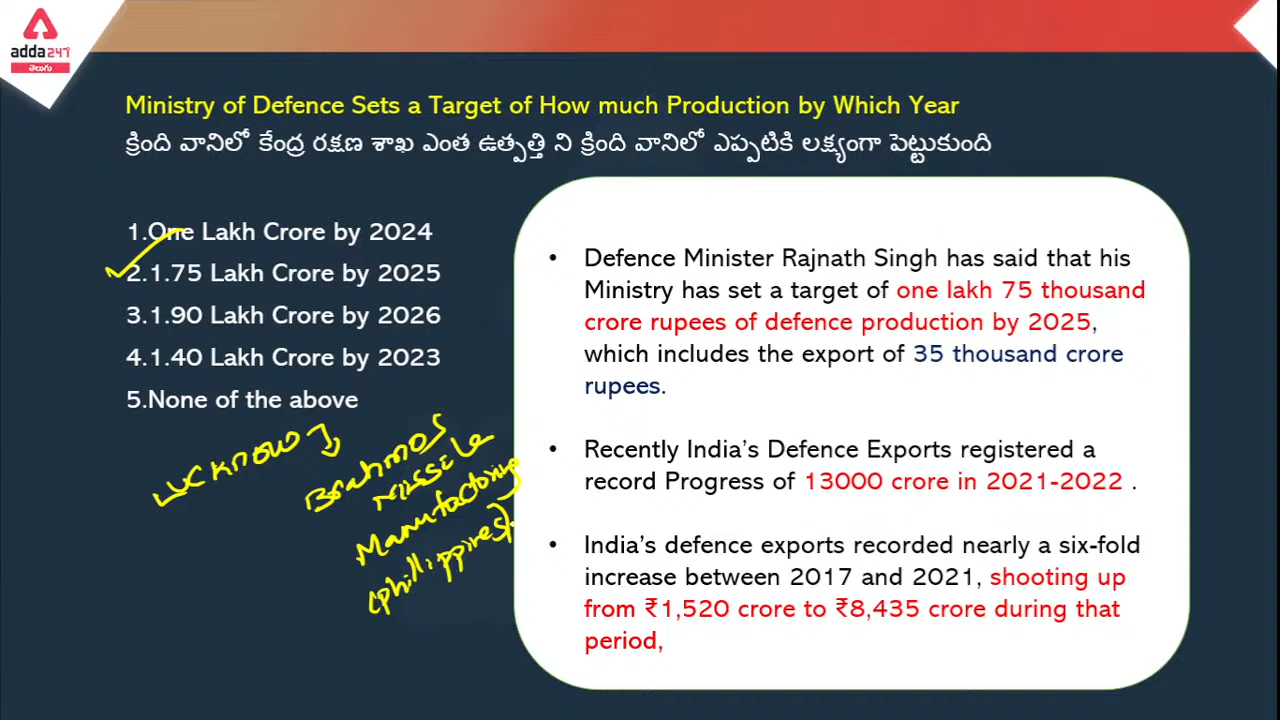 adda247
తెలుగు
Ministry of Defence Sets a Target of How much Production by Which Year
క్రింది వానిలో కేంద్ర రక్షణ శాఖ ఎంత ఉత్పత్తి ని క్రింది వానిలో ఎప్పటికి లక్ష్యంగా పెట్టుకుంది
1.One Lakh Crore by 2024
2.1.75 Lakh Crore by 2025
3.1.90 Lakh Crore by 2026
4.1.40 Lakh Crore by 2023
5.None of the above
Lucknow
Brahmos
Missile
Manufactoring
(phillippines)
• Defence Minister Rajnath Singh has said that his
Ministry has set a target of one lakh 75 thousand
crore rupees of defence production by 2025,
which includes the export of 35 thousand crore
rupees.
• Recently India’s Defence Exports registered a
record Progress of 13000 crore in 2021-2022 .
• India’s defence exports recorded nearly a six-fold
increase between 2017 and 2021, shooting up
from ₹1,520 crore to ₹8,435 crore during that
period,